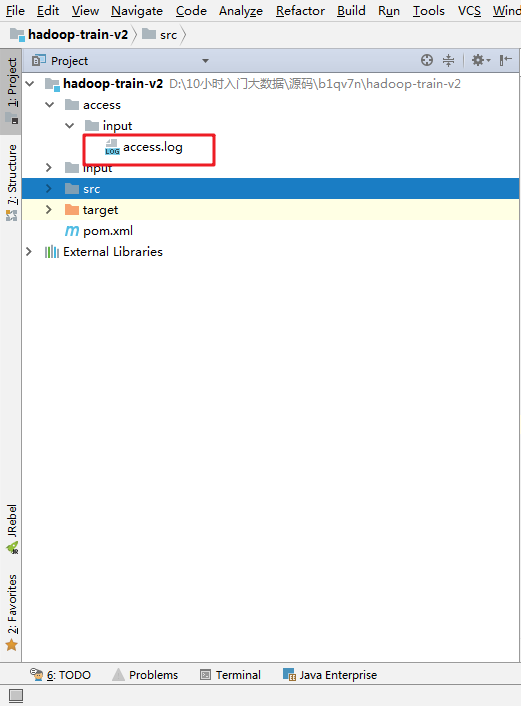 File Edit View Navigate Code Analyze Refactor Build Run Tools VCS Window
hadoop-train-v2 src
1: Project
Project
hadoop-train-v2 D:\10小时入门大数据\源码\b1qv7n\hadoop-train-v2
access
input
LOG access.log
input
src
target
m pom.xml
External Libraries
7: Structure
JRebel
JR
2: Favorites
6: TODO Problems Terminal Java Enterprise